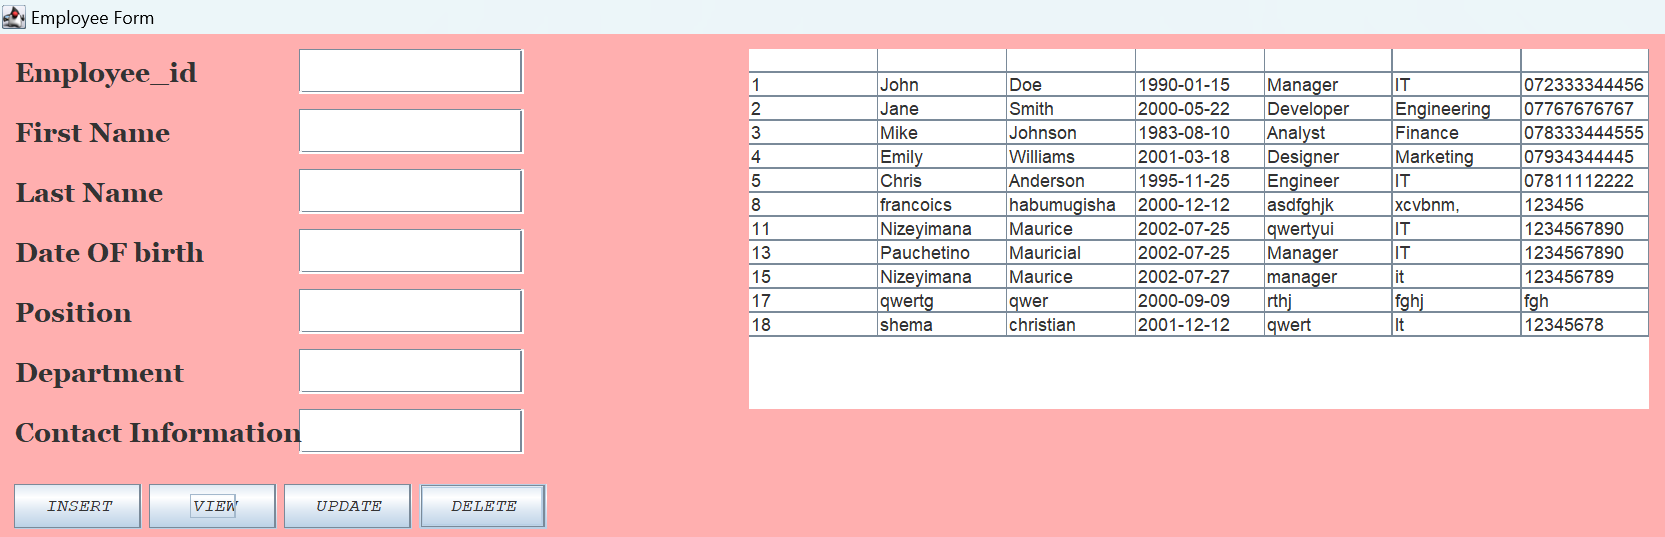 Employee Form
Employee_id
First Name
Last Name
Date OF birth
Position
Department
Contact Information
INSERT VIEW UPDATE DELETE
1 John Doe 1990-01-15 Manager IT 072333344456
2 Jane Smith 2000-05-22 Developer Engineering 07767676767
3 Mike Johnson 1983-08-10 Analyst Finance 078333444555
4 Emily Williams 2001-03-18 Designer Marketing 07934344445
5 Chris Anderson 1995-11-25 Engineer IT 07811112222
8 francoics habumugisha 2000-12-12 asdfghjk xcvbnm, 123456
11 Nizeyimana Maurice 2002-07-25 qwertyui IT 1234567890
13 Pauchetino Mauricial 2002-07-25 Manager IT 1234567890
15 Nizeyimana Maurice 2002-07-27 manager it 123456789
17 qwertg qwer 2000-09-09 rthj fghj fgh
18 shema christian 2001-12-12 qwert It 12345678